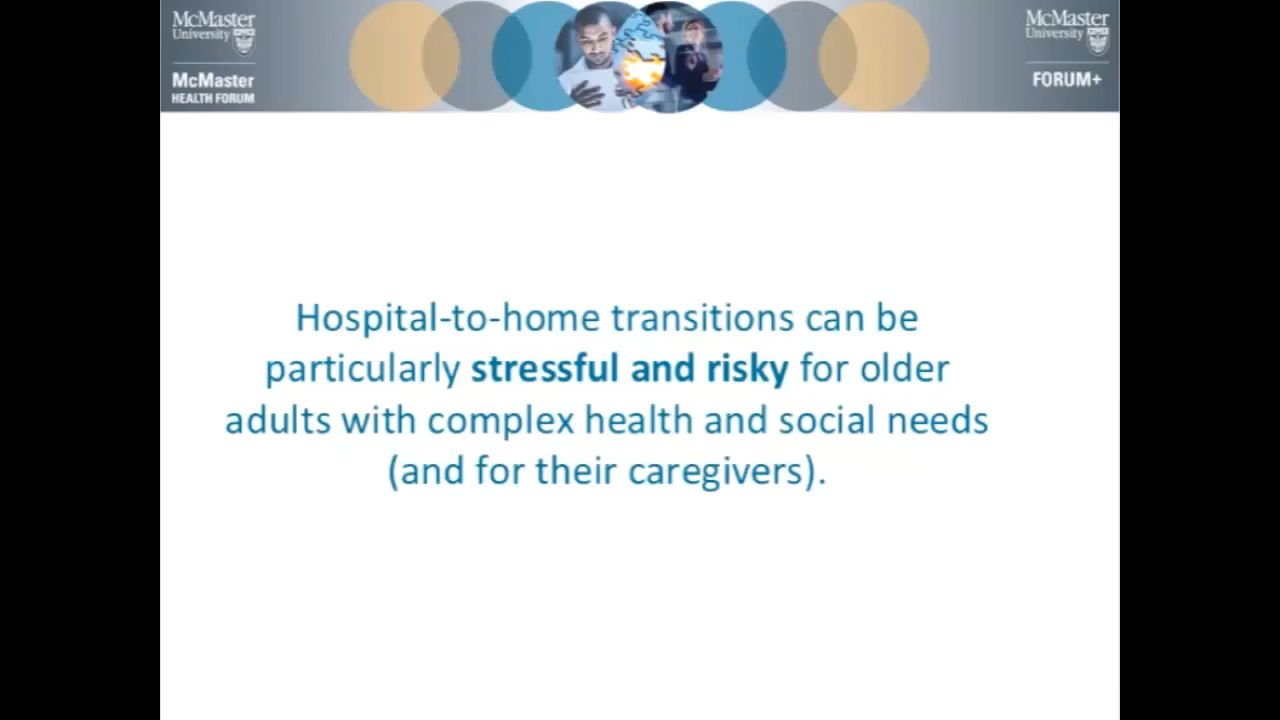 McMaster
University
McMaster
HEALTH FORUM
McMaster
University
FORUM+
Hospital-to-home transitions can be
particularly stressful and risky for older
adults with complex health and social needs
(and for their caregivers).